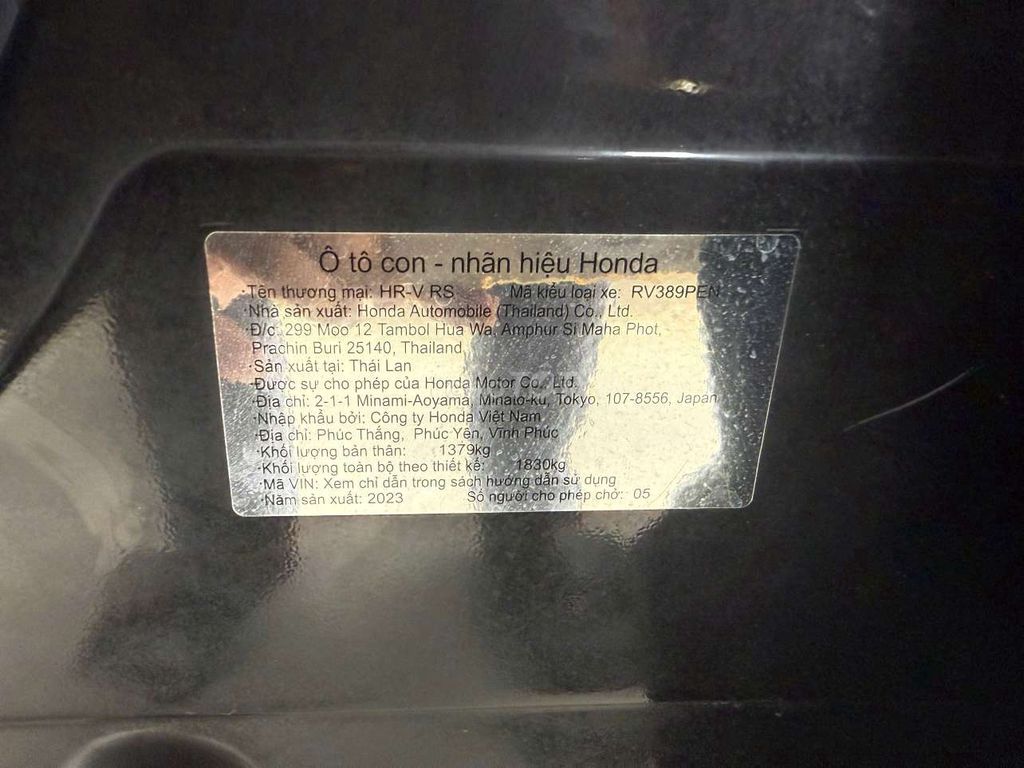 Ô tô con - nhãn hiệu Honda
·Tên thương mại: HR-V RS Mã kiểu loại xe: RV389PEN
·Nhà sản xuất: Honda Automobile (Thailand) Co., Ltd.
·Đ/c: 299 Moo 12 Tambol Hua Wa, Amphur Si Maha Phot,
Prachin Buri 25140, Thailand
·Sản xuất tại: Thái Lan
·Được sự cho phép của Honda Motor Co., Ltd.
·Địa chỉ: 2-1-1 Minami-Aoyama, Minato-ku, Tokyo, 107-8556, Japan
·Nhập khẩu bởi: Công ty Honda Việt Nam
·Địa chỉ: Phúc Thắng, Phúc Yên, Vĩnh Phúc
·Khối lượng bản thân: 1379kg
·Khối lượng toàn bộ theo thiết kế: 1830kg
·Mã VIN: Xem chỉ dẫn trong sách hướng dẫn sử dụng
·Năm sản xuất: 2023 Số người cho phép chở: 05